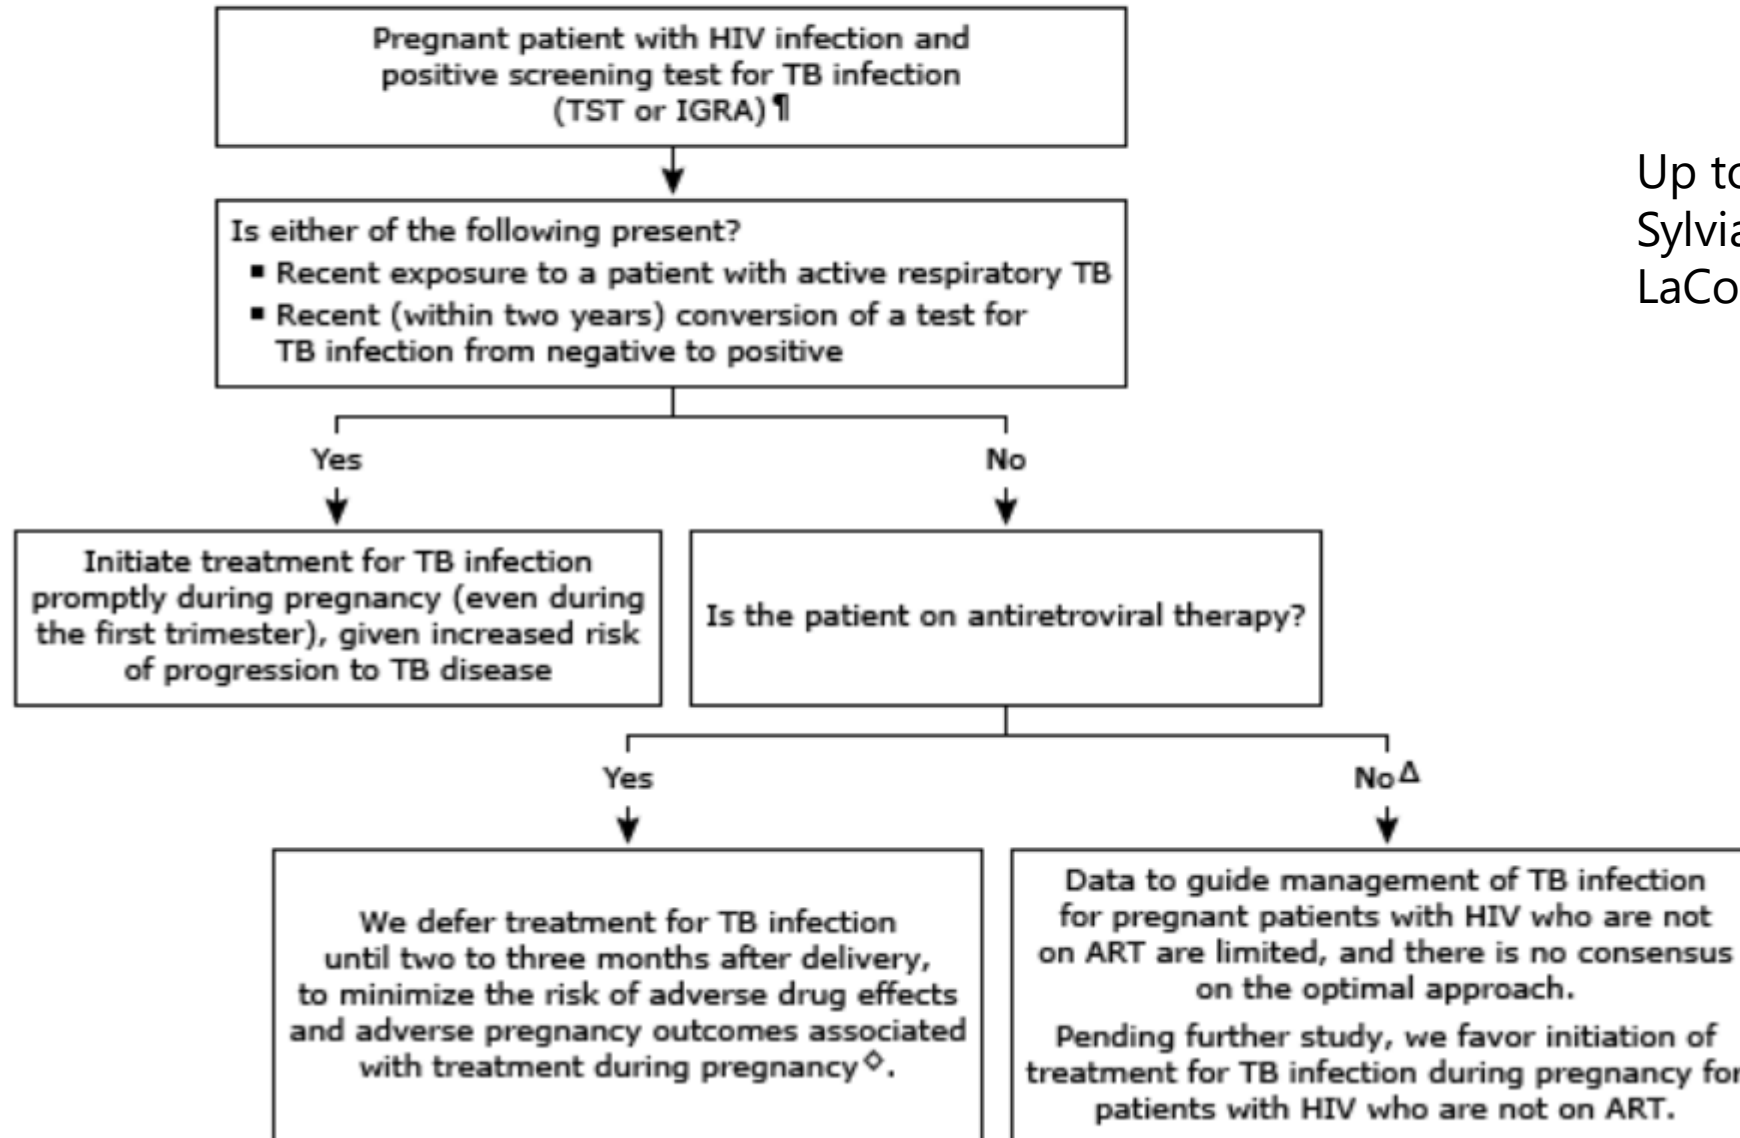 Pregnant patient with HIV infection and
positive screening test for TB infection
(TST or IGRA)¶
Up to
Sylvia
LaCo
Is either of the following present?
▪ Recent exposure to a patient with active respiratory TB
▪ Recent (within two years) conversion of a test for
TB infection from negative to positive
Yes
No
Initiate treatment for TB infection
promptly during pregnancy (even during
the first trimester), given increased risk
of progression to TB disease
Is the patient on antiretroviral therapy?
Yes
No Δ
We defer treatment for TB infection
until two to three months after delivery,
to minimize the risk of adverse drug effects
and adverse pregnancy outcomes associated
with treatment during pregnancy◇.
Data to guide management of TB infection
for pregnant patients with HIV who are not
on ART are limited, and there is no consensus
on the optimal approach.
Pending further study, we favor initiation of
treatment for TB infection during pregnancy for
patients with HIV who are not on ART.